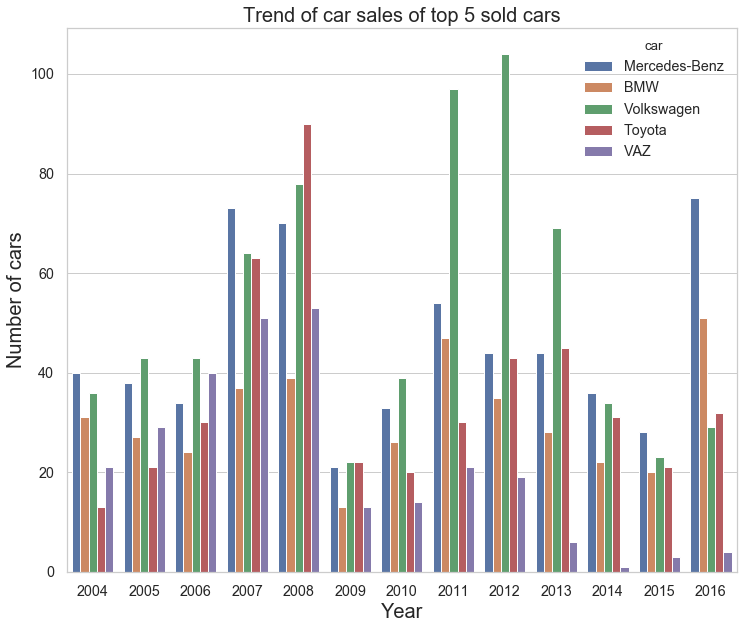 Trend of car sales of top 5 sold cars
car
Mercedes-Benz
BMW
Volkswagen
Toyota
VAZ
Number of cars
100
80
60
40
20
0
2004 2005 2006 2007 2008 2009 2010 2011 2012 2013 2014 2015 2016
Year